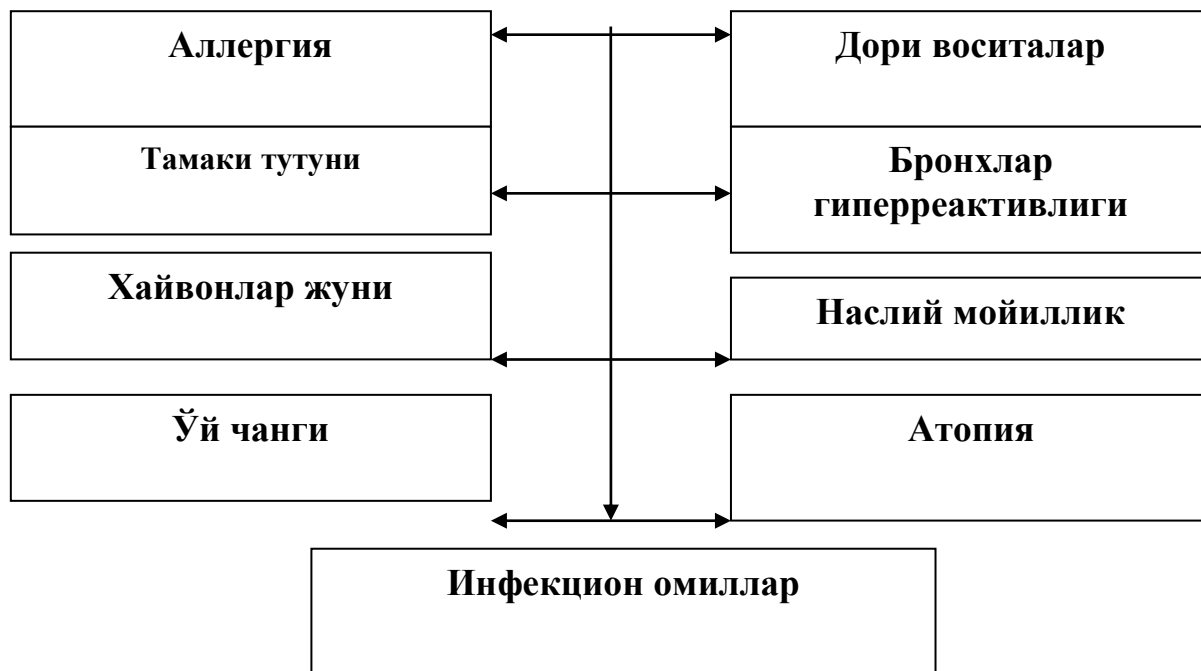 Аллергия
Дори воситалар
Тамаки тутуни
Бронхлар
гиперреактивлиги
Хайвонлар жуни
Наслий мойиллик
Ўй чанги
Атопия
Инфекцион омиллар